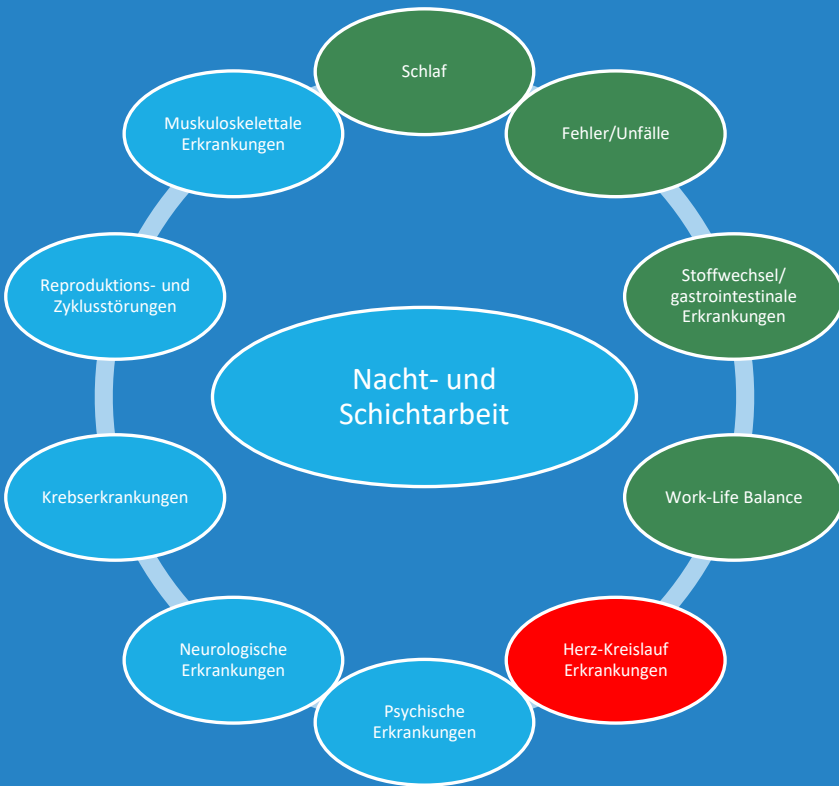 Schlaf
Fehler/Unfälle
Stoffwechsel/
gastrointestinale
Erkrankungen
Work-Life Balance
Herz-Kreislauf
Erkrankungen
Psychische
Erkrankungen
Neurologische
Erkrankungen
Krebserkrankungen
Reproduktions- und
Zyklusstörungen
Muskuloskelettale
Erkrankungen
Nacht- und
Schichtarbeit